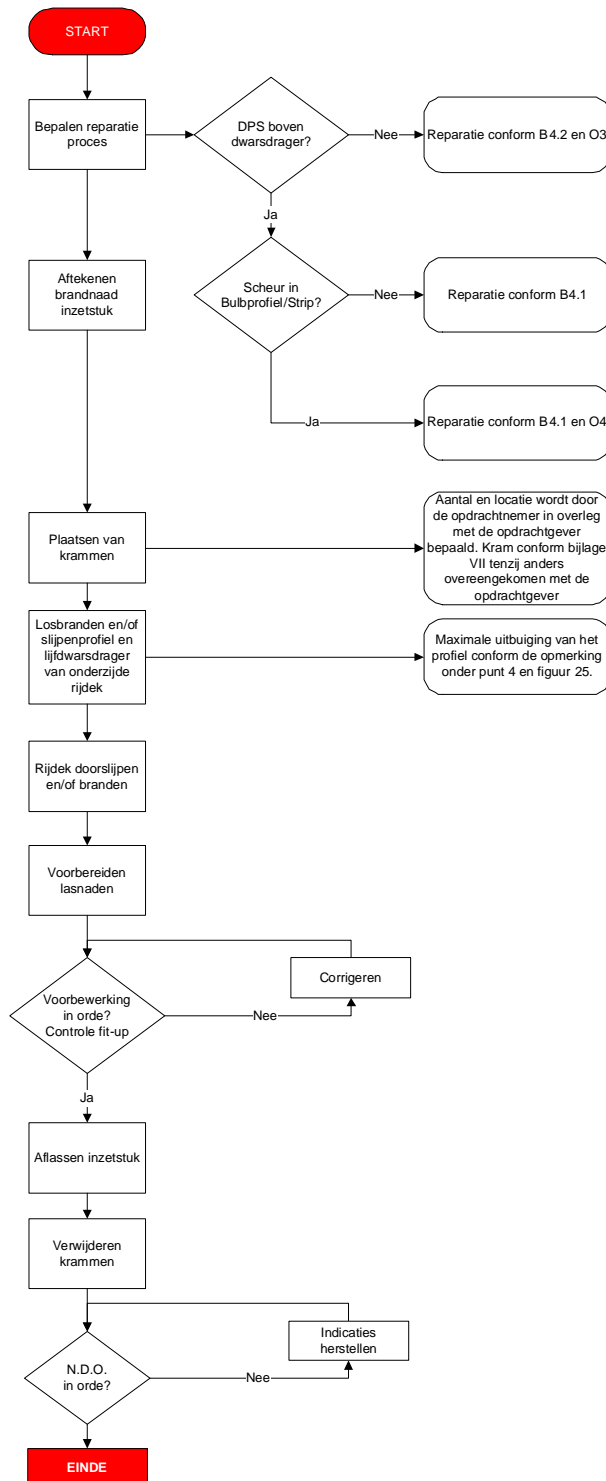 START
Bepalen reparatie
proces
DPS boven
dwarsdrager?
Nee
Reparatie conform B4.2 en O3
Ja
Aftekenen
brandnaad
inzetstuk
Scheur in
Bulbprofiel/Strip?
Nee
Reparatie conform B4.1
Ja
Reparatie conform B4.1 en O4
Plaatsen van
krammen
Aantal en locatie wordt door
de opdrachtnemer in overleg
met de opdrachtgever
bepaald. Kram conform bijlage
VII tenzij anders
overeengekomen met de
opdrachtgever
Losbranden en/of
slijpenprofiel en
lijfdwarsdrager
van onderzijde
rijdek
Maximale uitbuiging van het
profiel conform de opmerking
onder punt 4 en figuur 25.
Rijdek doorslijpen
en/of branden
Voorbereiden
lasnaden
Corrigeren
Voorbewerking
in orde?
Controle fit-up
Nee
Ja
Aflassen inzetstuk
Verwijderen
krammen
Indicaties
herstellen
N.D.O.
in orde?
Nee
EINDE